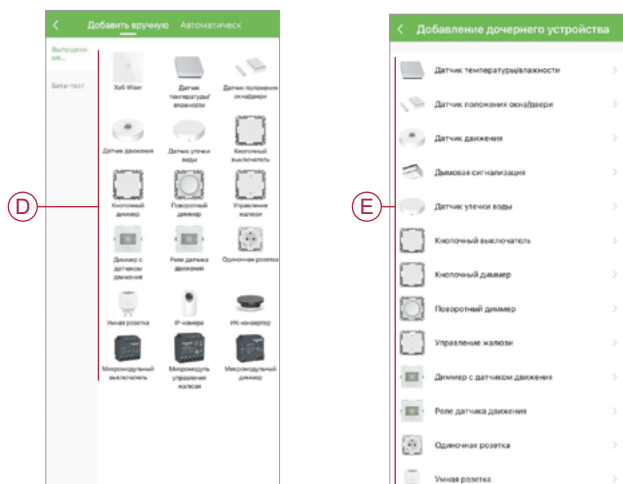 Добавить вручную Автоматическ
Выпущенн
ые...
Бета-тест
Хаб Wiser
Датчик
температуры/
влажности
Датчик положения
окна/двери
Датчик движения
Датчик утечки
воды
Кнопочный
выключатель
Кнопочный
диммер
Поворотный
диммер
Управление
жалюзи
Диммер с
датчиком
движения
Реле датчика
движения
Одиночная розетка
Умная розетка
IP-камера
ИК-конвертер
Микромодульный
выключатель
Микромодуль
управления
жалюзи
Микромодульный
диммер
D
Добавление дочернего устройства
Датчик температуры/влажности
Датчик положения окна/двери
Датчик движения
Дымовая сигнализация
Датчик утечки воды
Кнопочный выключатель
Кнопочный диммер
Поворотный диммер
Управление жалюзи
Диммер с датчиком движения
Реле датчика движения
Одиночная розетка
Умная розетка
E